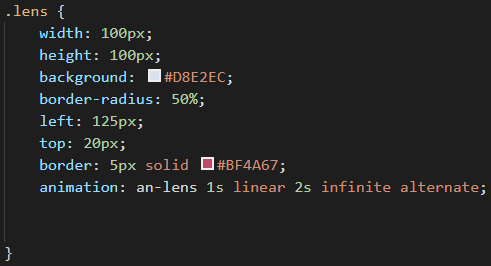 .lens {
    width: 100px;
    height: 100px;
    background: #D8E2EC;
    border-radius: 50%;
    left: 125px;
    top: 20px;
    border: 5px solid #BF4A67;
    animation: an-lens 1s linear 2s infinite alternate;
}